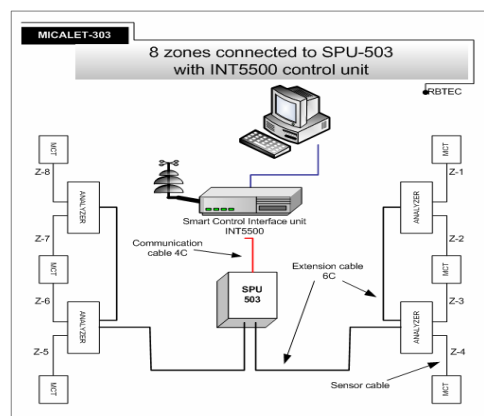 MICALET-303
8 zones connected to SPU-503
with INT5500 control unit
RBTEC
MCT
Z-8
ANALYZER
Z-7
MCT
Z-6
ANALYZER
Z-5
MCT
Smart Control Interface unit
INT5500
Communication
cable 4C
SPU
503
Extension cable
6C
MCT
Z-1
ANALYZER
Z-2
MCT
Z-3
ANALYZER
Z-4
MCT
Sensor cable